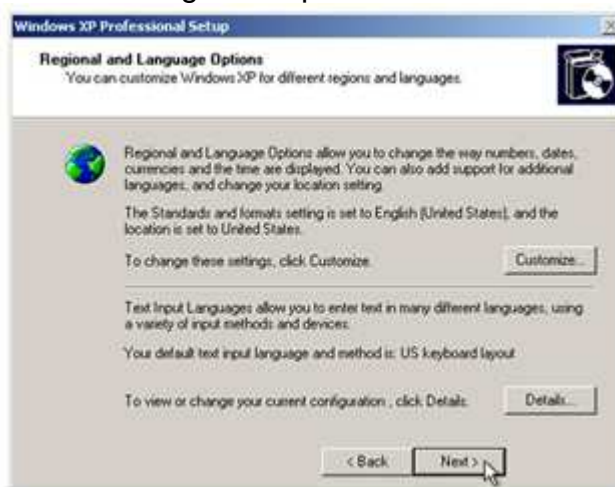 Windows XP Professional Setup
Regional and Language Options
You can customize Windows XP for different regions and languages.
Regional and Language Options allow you to change the way numbers, dates,
currencies and the time are displayed. You can also add support for additional
languages, and change your location setting.
The Standards and formats setting is set to English (United States), and the
location is set to United States.
To change these settings, click Customize.
Customize...
Text Input Languages allow you to enter text in many different languages, using
a variety of input methods and devices.
Your default text input language and method is: US keyboard layout
To view or change your current configuration , click Details.
Details...
< Back
Next >